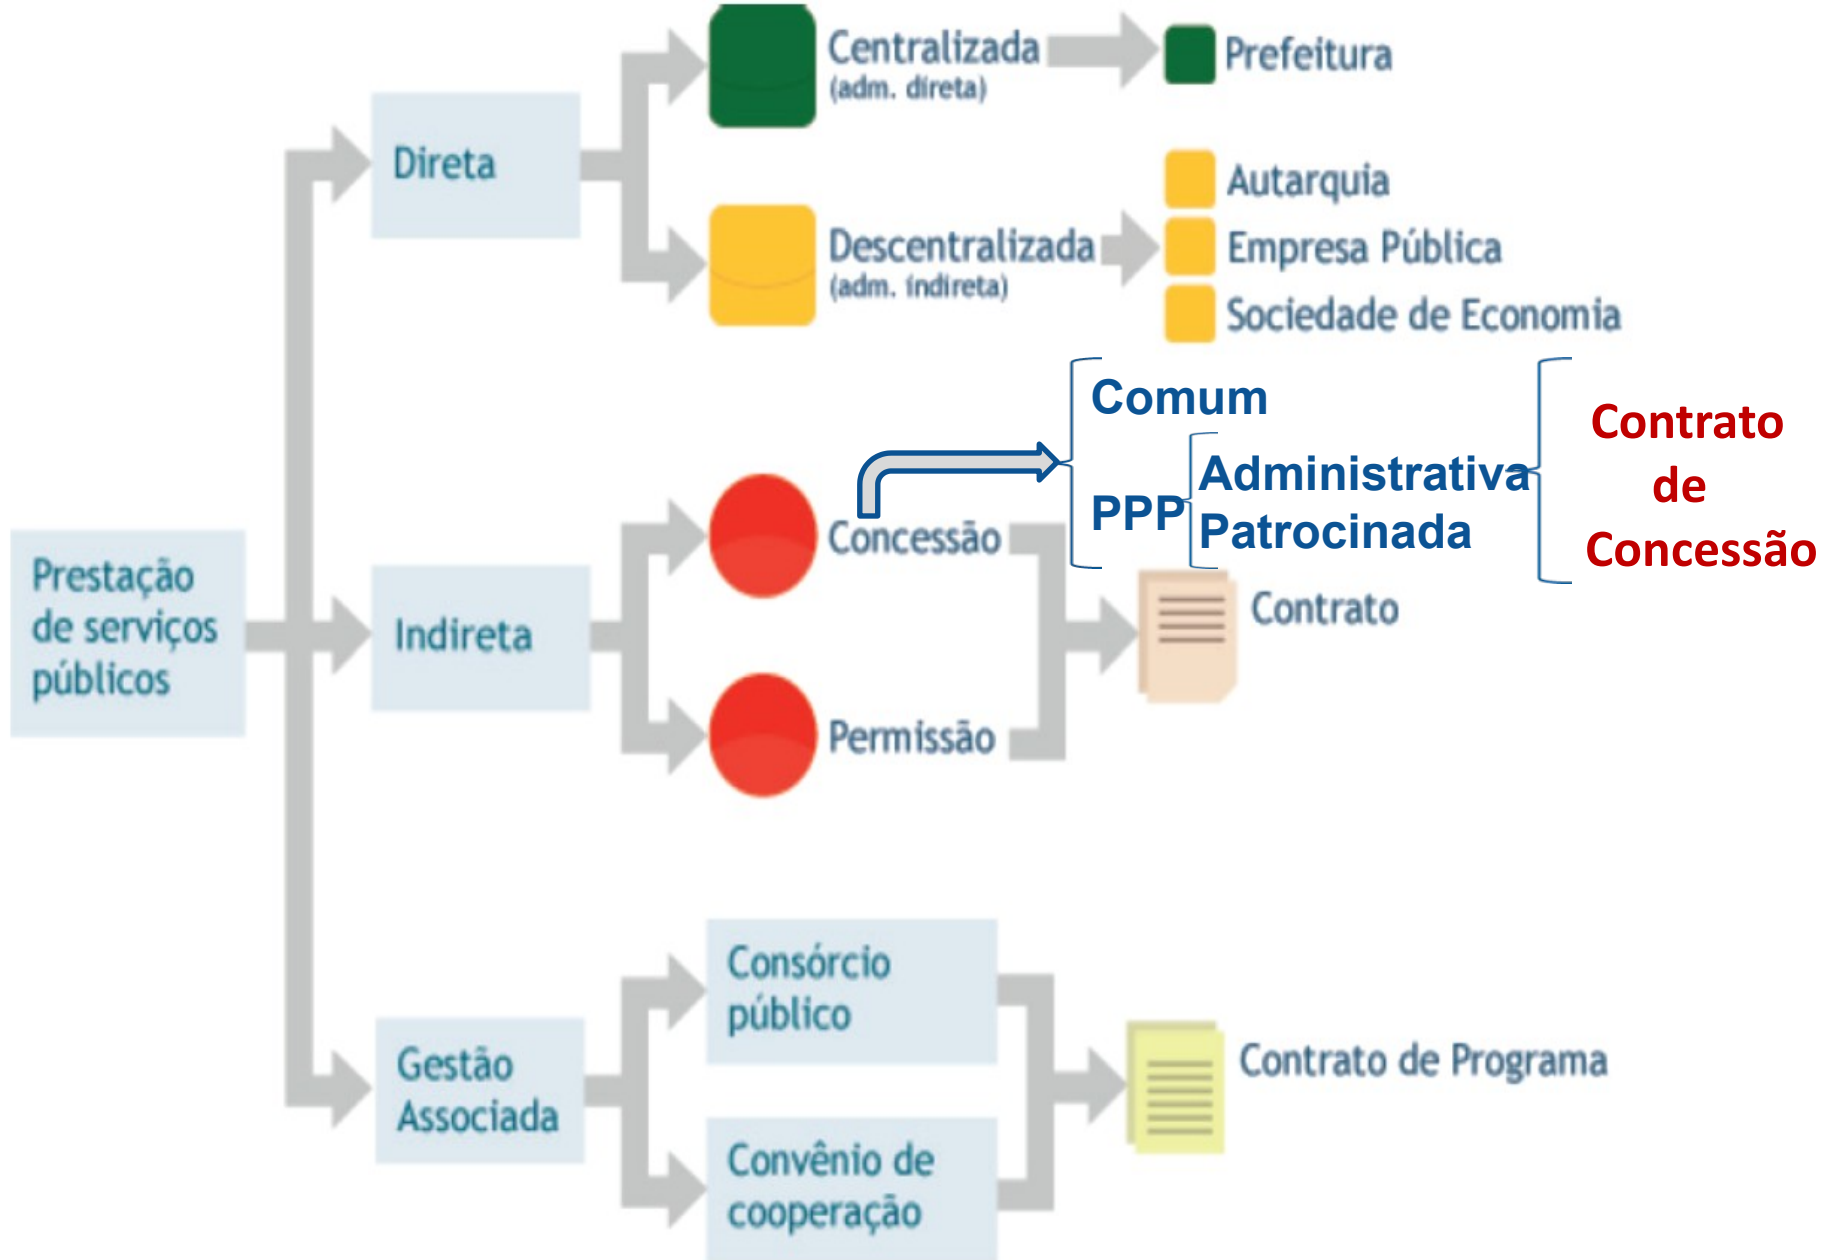 Prestação
de serviços
públicos
Direta
Centralizada
(adm. direta)
Prefeitura
Descentralizada
(adm. indireta)
Autarquia
Empresa Pública
Sociedade de Economia
Indireta
Concessão
Comum
PPP
Administrativa
Patrocinada
Contrato
de
Concessão
Permissão
Contrato
Gestão
Associada
Consórcio
público
Convênio de
cooperação
Contrato de Programa